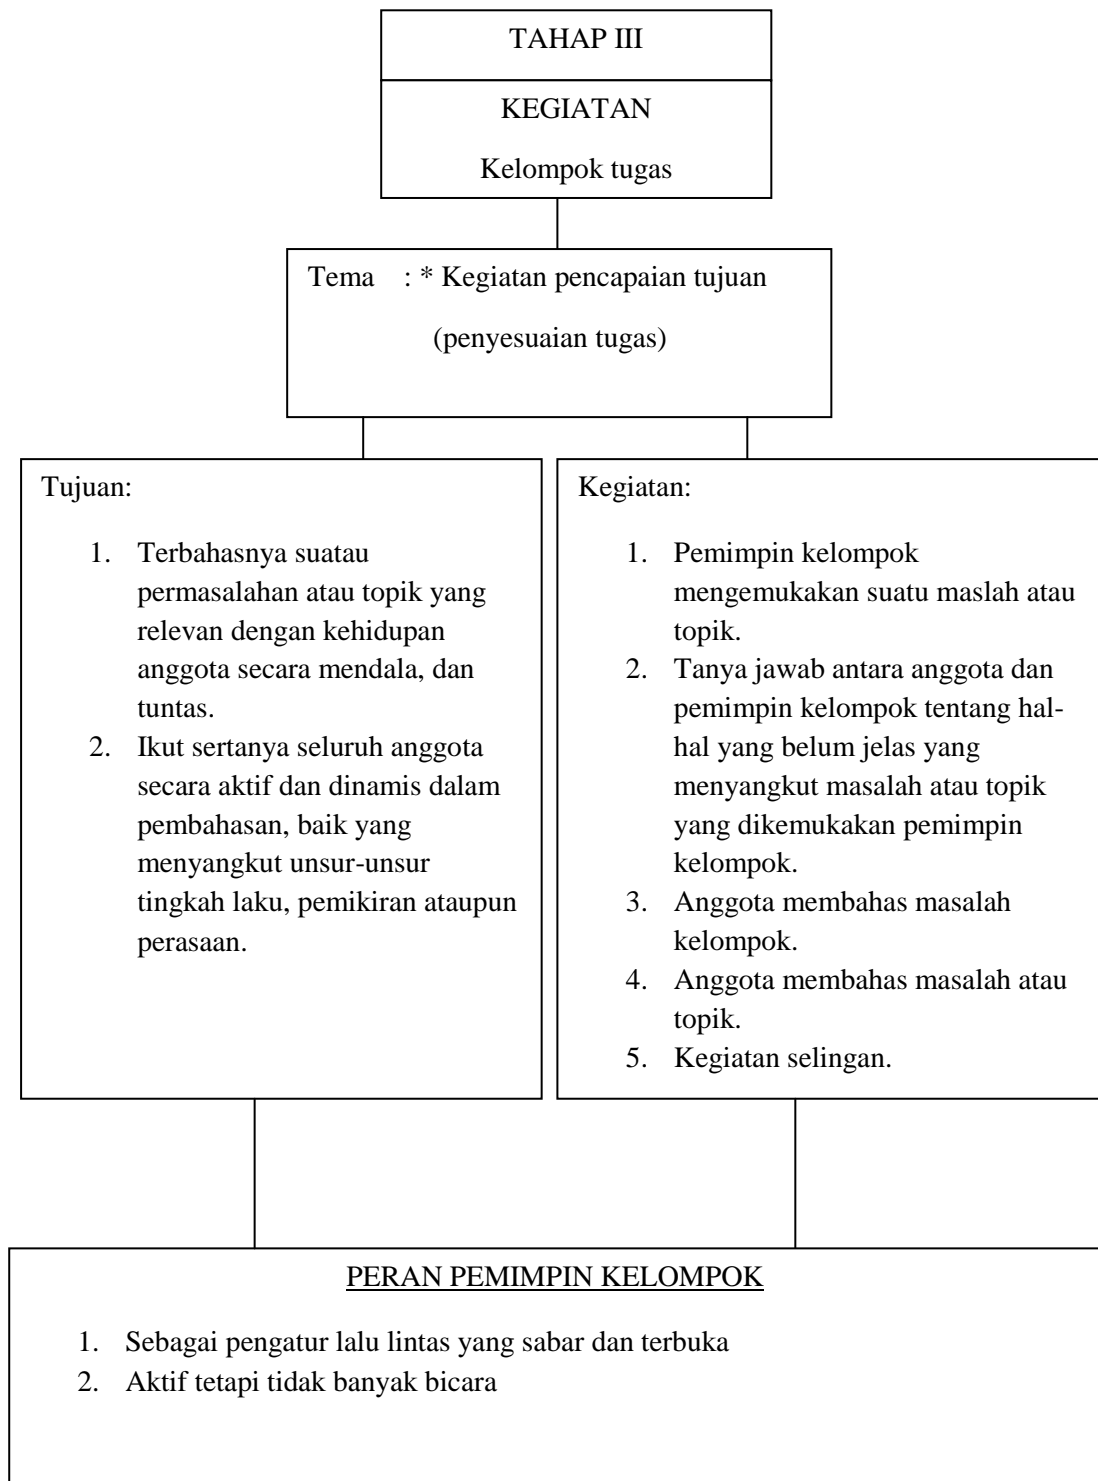 TAHAP III
KEGIATAN
Kelompok tugas
Tema : * Kegiatan pencapaian tujuan
(penyesuaian tugas)
Tujuan:
1. Terbahasnya suatau
permasalahan atau topik yang
relevan dengan kehidupan
anggota secara mendala, dan
tuntas.
2. Ikut sertanya seluruh anggota
secara aktif dan dinamis dalam
pembahasan, baik yang
menyangkut unsur-unsur
tingkah laku, pemikiran ataupun
perasaan.
Kegiatan:
1. Pemimpin kelompok
mengemukakan suatu maslah atau
topik.
2. Tanya jawab antara anggota dan
pemimpin kelompok tentang hal-
hal yang belum jelas yang
menyangkut masalah atau topik
yang dikemukakan pemimpin
kelompok.
3. Anggota membahas masalah
kelompok.
4. Anggota membahas masalah atau
topik.
5. Kegiatan selingan.
PERAN PEMIMPIN KELOMPOK
1. Sebagai pengatur lalu lintas yang sabar dan terbuka
2. Aktif tetapi tidak banyak bicara